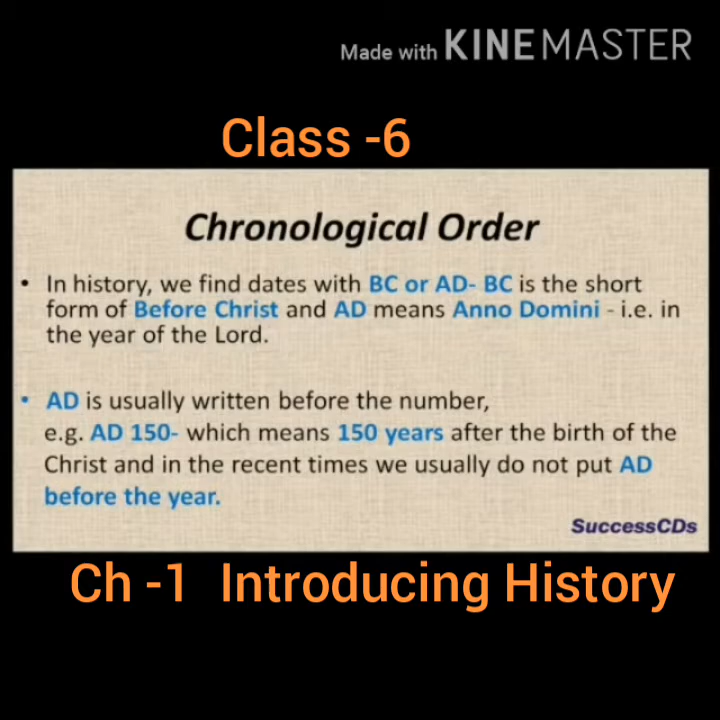 Made with KINEMASTER
Class -6
Chronological Order
• In history, we find dates with BC or AD- BC is the short
form of Before Christ and AD means Anno Domini - i.e. in
the year of the Lord.
• AD is usually written before the number,
e.g. AD 150- which means 150 years after the birth of the
Christ and in the recent times we usually do not put AD
before the year.
SuccessCDs
Ch -1 Introducing History